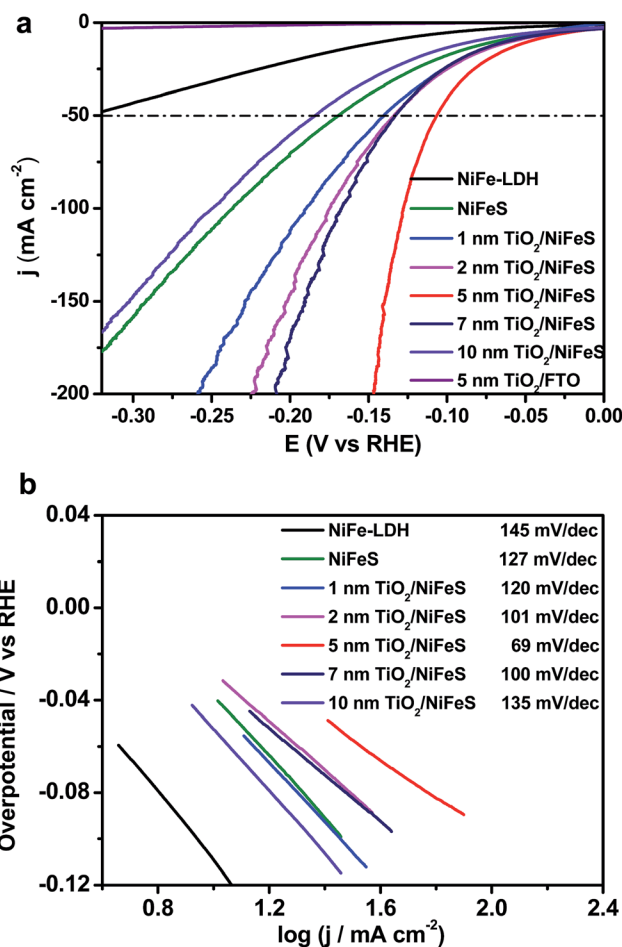 a
0
-50
-100
-150
-200
j (mA cm⁻²)
NiFe-LDH
NiFeS
1 nm TiO₂/NiFeS
2 nm TiO₂/NiFeS
5 nm TiO₂/NiFeS
7 nm TiO₂/NiFeS
10 nm TiO₂/NiFeS
5 nm TiO₂/FTO
-0.30 -0.25 -0.20 -0.15 -0.10 -0.05 0.00
E (V vs RHE)
b
0.04
0.00
-0.04
-0.08
-0.12
Overpotential / V vs RHE
NiFe-LDH 145 mV/dec
NiFeS 127 mV/dec
1 nm TiO₂/NiFeS 120 mV/dec
2 nm TiO₂/NiFeS 101 mV/dec
5 nm TiO₂/NiFeS 69 mV/dec
7 nm TiO₂/NiFeS 100 mV/dec
10 nm TiO₂/NiFeS 135 mV/dec
0.8 1.2 1.6 2.0 2.4
log (j / mA cm⁻²)